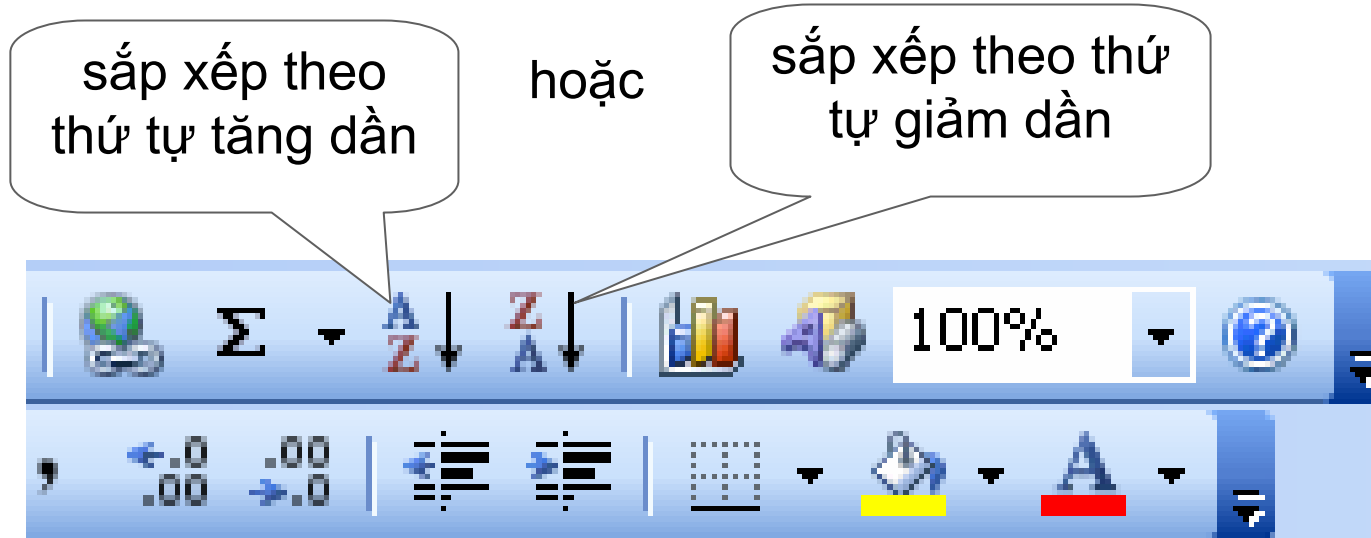 sắp xếp theo
thứ tự tăng dần
hoặc
sắp xếp theo thứ
tự giảm dần
Σ
A
Z
Z
A
100%
?
,
.0
.00
.00
.0
A